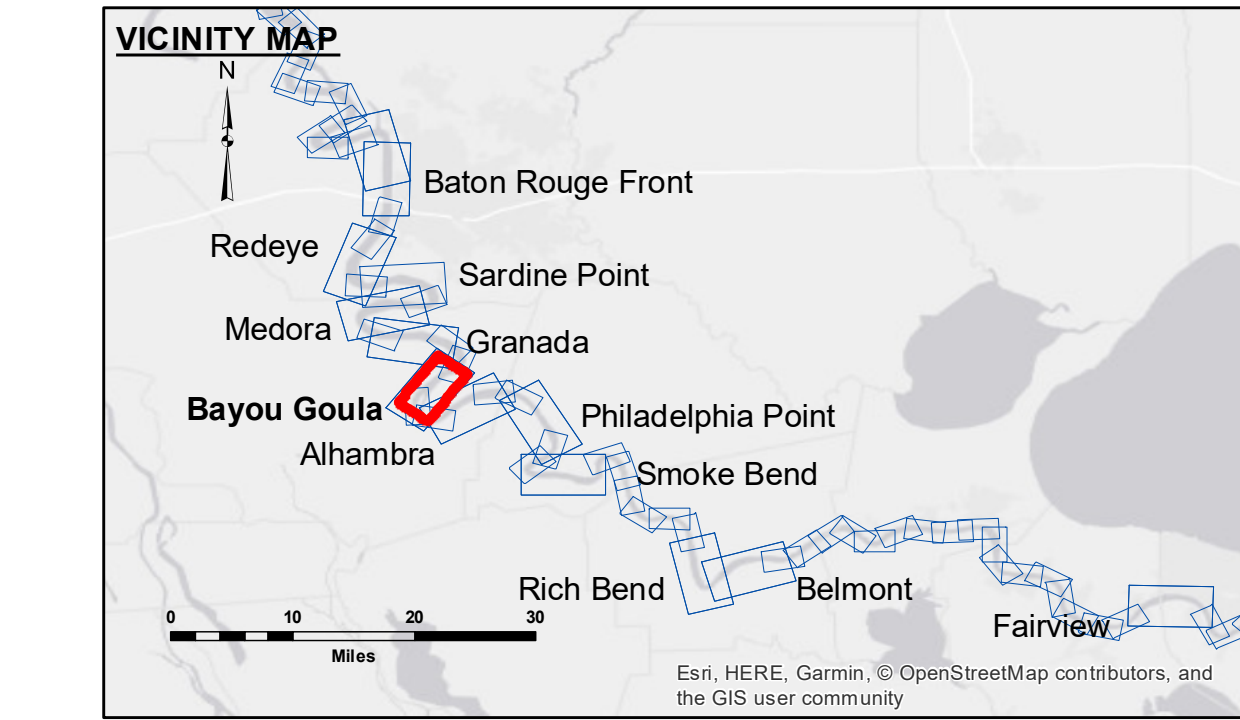 VICINITY MAP
N
Baton Rouge Front
Redeye
Sardine Point
Medora
Granada
Bayou Goula
Philadelphia Point
Alhambra
Smoke Bend
Rich Bend
Belmont
Fairview
0 10 20 30
Miles
Esri, HERE, Garmin, © OpenStreetMap contributors, and
the GIS user community